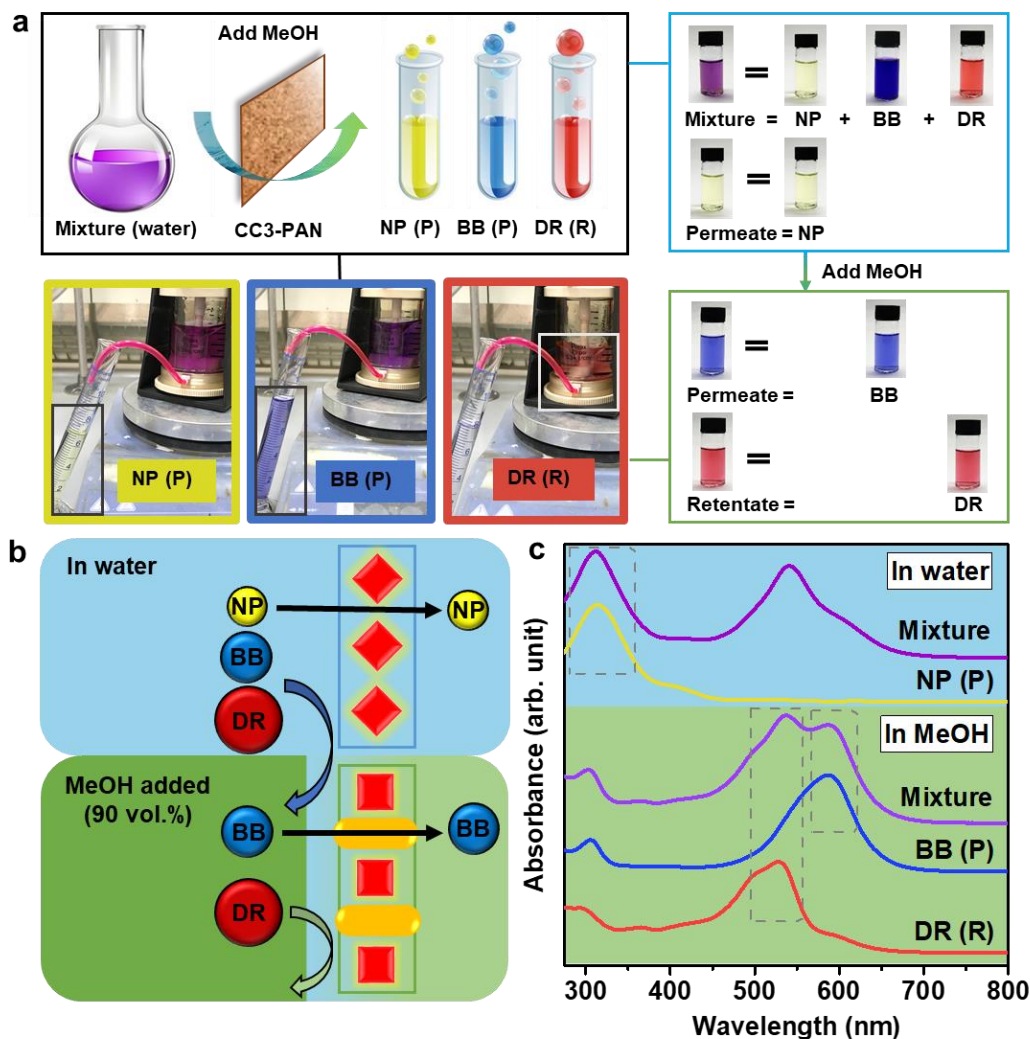 a
Add MeOH
Mixture (water)
CC3-PAN
NP (P)
BB (P)
DR (R)
Mixture = NP + BB + DR
Permeate = NP
Add MeOH
Permeate = BB
Retentate = DR
NP (P)
BB (P)
DR (R)
b
In water
NP
NP
BB
DR
MeOH added
(90 vol.%)
BB
BB
DR
c
In water
Mixture
NP (P)
In MeOH
Mixture
BB (P)
DR (R)
Absorbance (arb. unit)
300 400 500 600 700 800
Wavelength (nm)